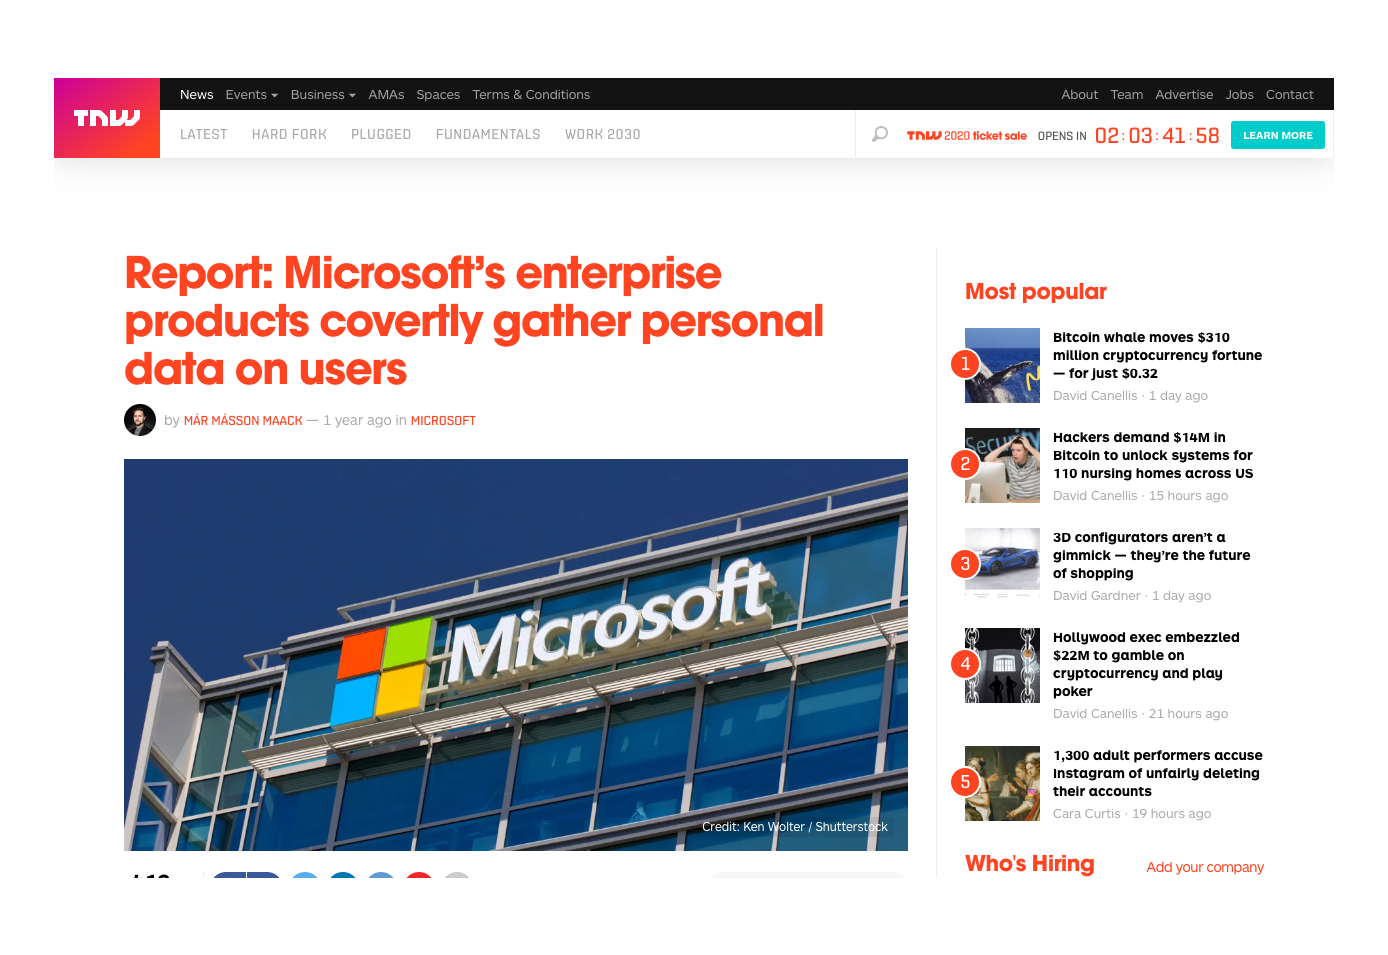 TNW
News Events Business AMAs Spaces Terms & Conditions
About Team Advertise Jobs Contact
LATEST HARD FORK PLUGGED FUNDAMENTALS WORK 2030
TNW 2020 ticket sale OPENS IN 02 : 03 : 41 : 58 LEARN MORE
Report: Microsoft’s enterprise
products covertly gather personal
data on users
by MÁR MÁSSON MAACK — 1 year ago in MICROSOFT
Microsoft
Credit: Ken Wolter / Shutterstock
Most popular
1
Bitcoin whale moves $310
million cryptocurrency fortune
— for just $0.32
David Canellis · 1 day ago
Security
2
Hackers demand $14M in
Bitcoin to unlock systems for
110 nursing homes across US
David Canellis · 15 hours ago
3
3D configurators aren’t a
gimmick — they’re the future
of shopping
David Gardner · 1 day ago
4
Hollywood exec embezzled
$22M to gamble on
cryptocurrency and play
poker
David Canellis · 21 hours ago
5
1,300 adult performers accuse
Instagram of unfairly deleting
their accounts
Cara Curtis · 19 hours ago
Who's Hiring
Add your company